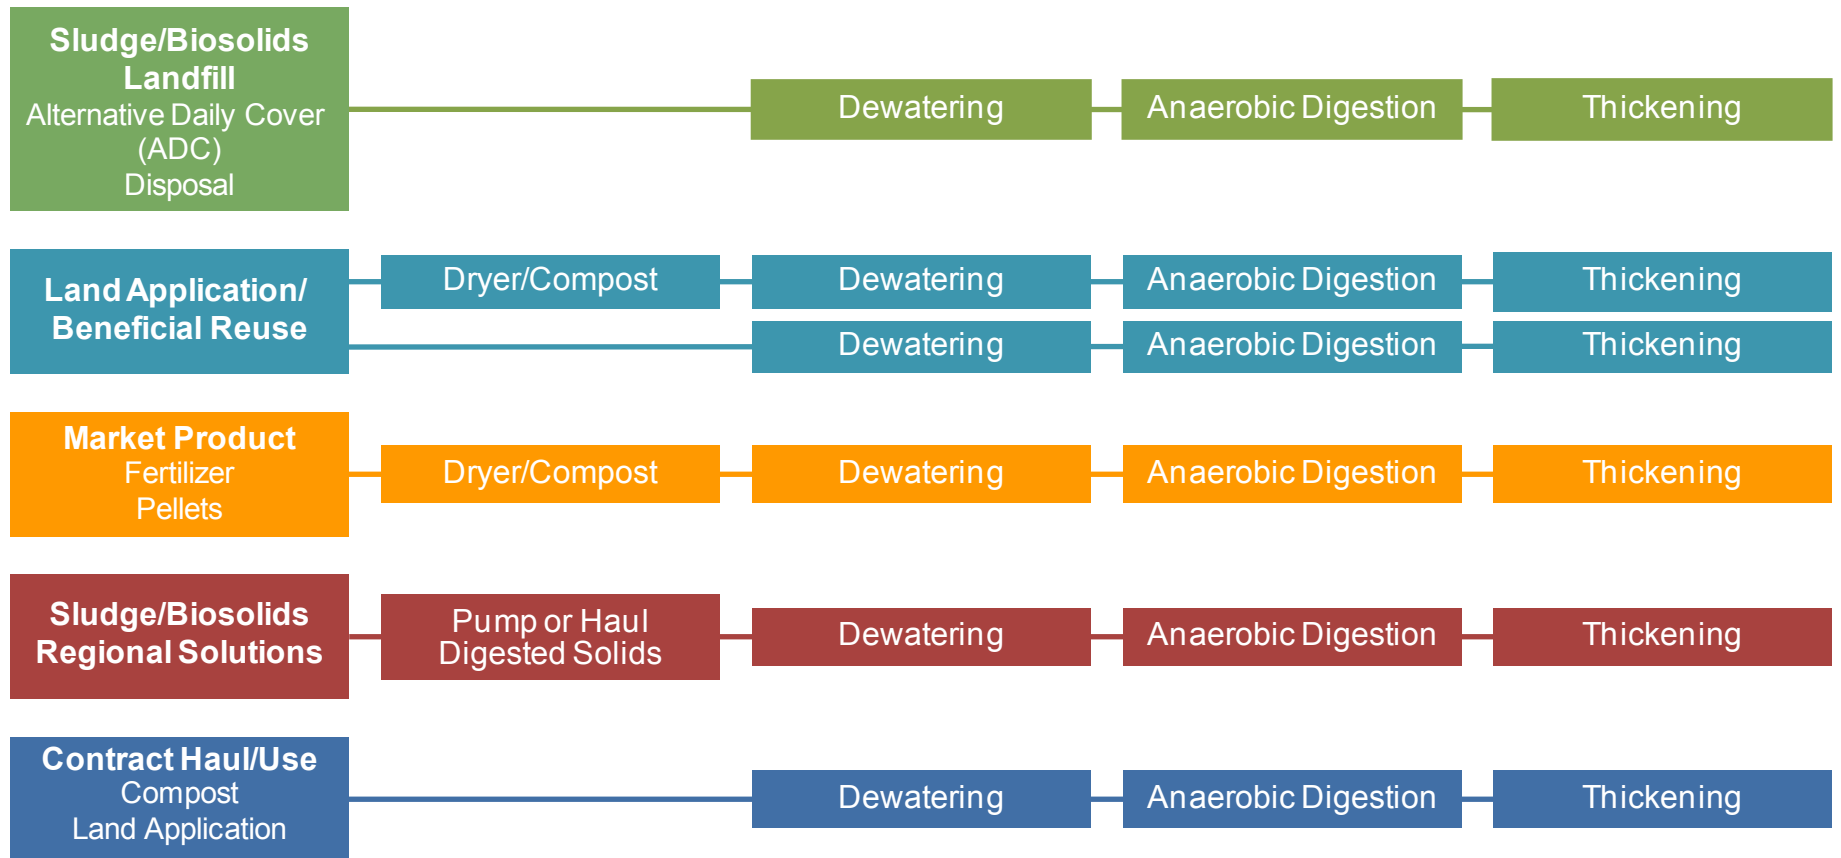 Sludge/Biosolids
Landfill
Alternative Daily Cover
(ADC)
Disposal
Dewatering
Anaerobic Digestion
Thickening
Land Application/
Beneficial Reuse
Dryer/Compost
Dewatering
Anaerobic Digestion
Thickening
Dewatering
Anaerobic Digestion
Thickening
Market Product
Fertilizer
Pellets
Dryer/Compost
Dewatering
Anaerobic Digestion
Thickening
Sludge/Biosolids
Regional Solutions
Pump or Haul
Digested Solids
Dewatering
Anaerobic Digestion
Thickening
Contract Haul/Use
Compost
Land Application
Dewatering
Anaerobic Digestion
Thickening